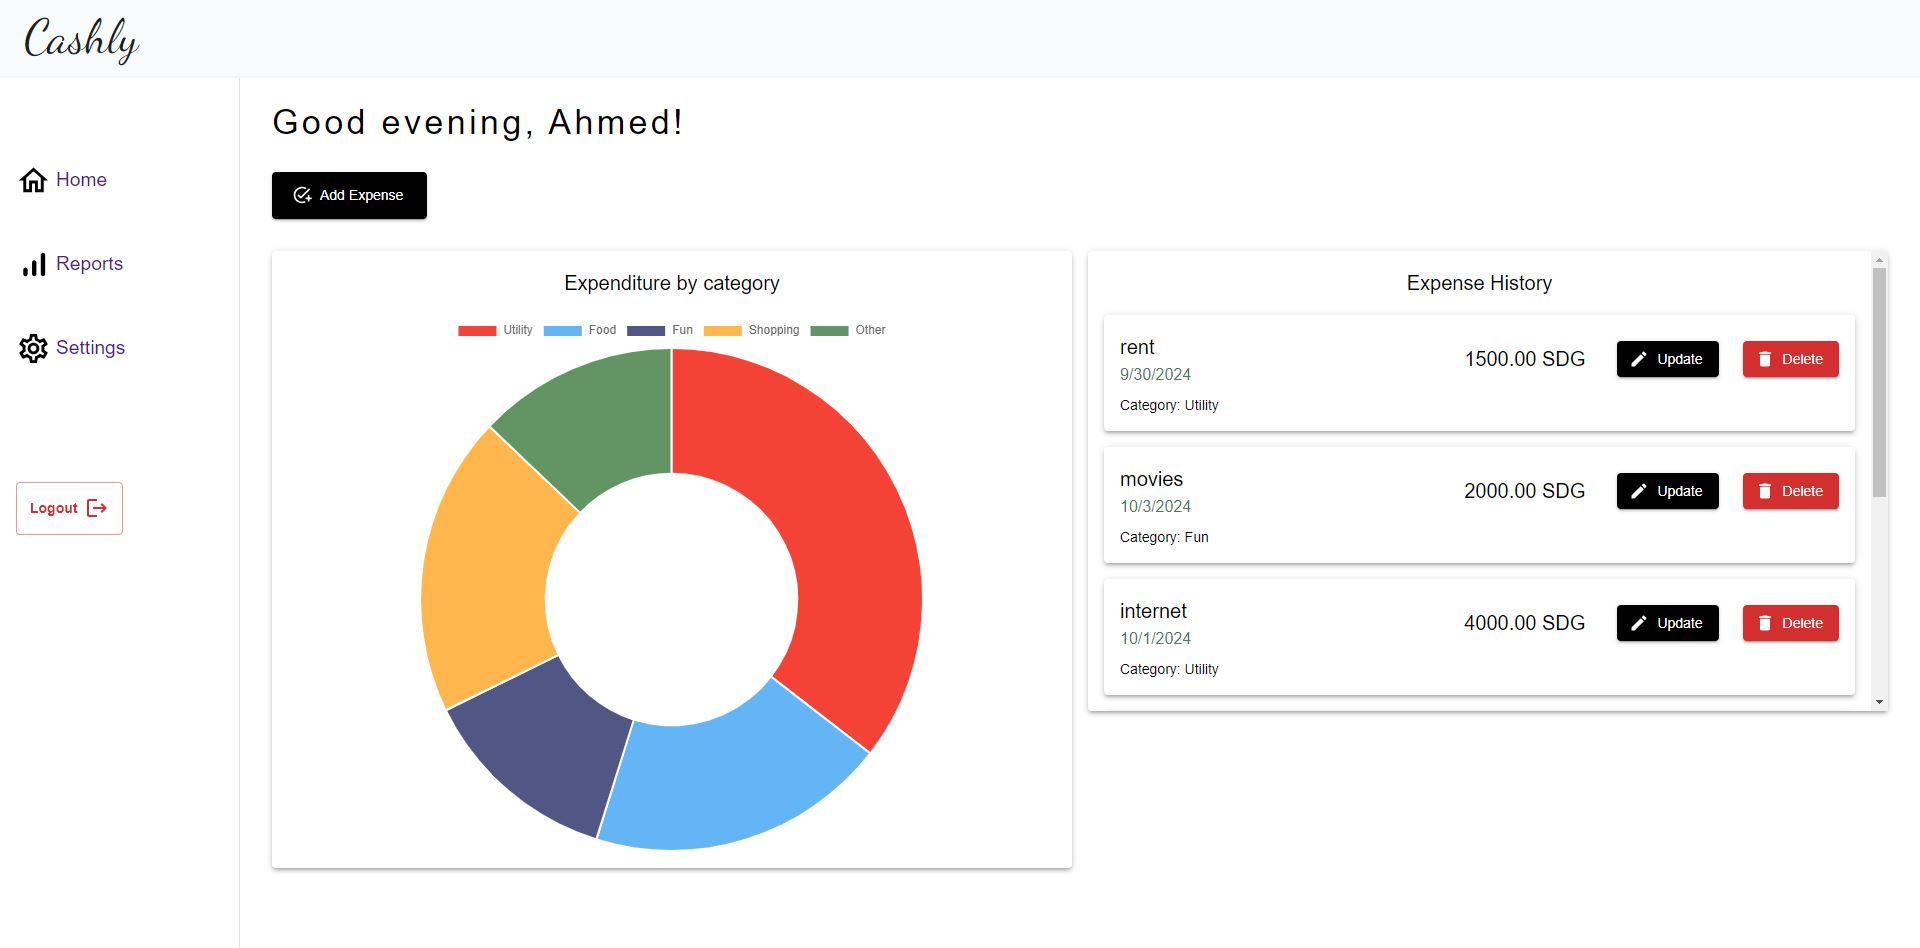 Cashly
Home
Reports
Settings
Logout
Good evening, Ahmed!
Add Expense
Expenditure by category
Utility Food Fun Shopping Other
Expense History
rent
9/30/2024
Category: Utility
1500.00 SDG Update Delete
movies
10/3/2024
Category: Fun
2000.00 SDG Update Delete
internet
10/1/2024
Category: Utility
4000.00 SDG Update Delete